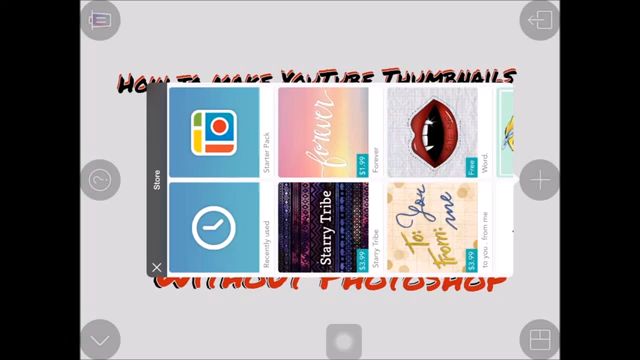 HOW TO MAKE YOUTUBE THUMBNAILS
Store
Starter Pack
Recently used
forever
$1.99
Forever
Starry Tribe
$3.99
Starry Tribe
Free
Word.
To: You
From: me
$3.99
to you . from me
?
WITHOUT PHOTOSHOP